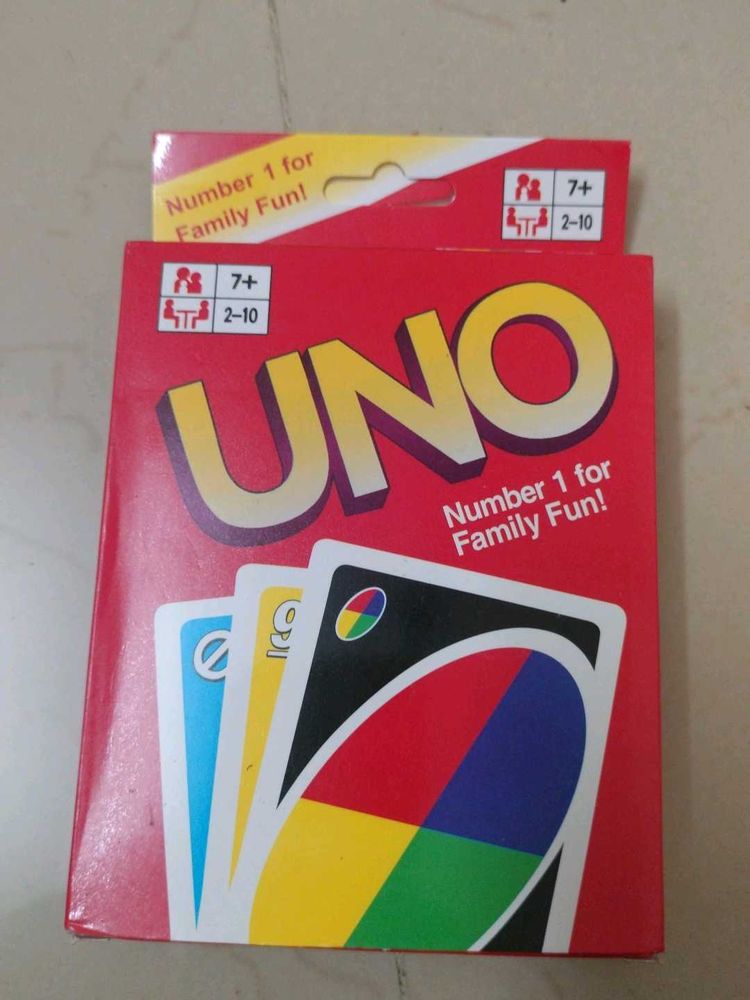 Number 1 for
Family Fun!
7+
2-10
7+
2-10
UNO
Number 1 for
Family Fun!
9